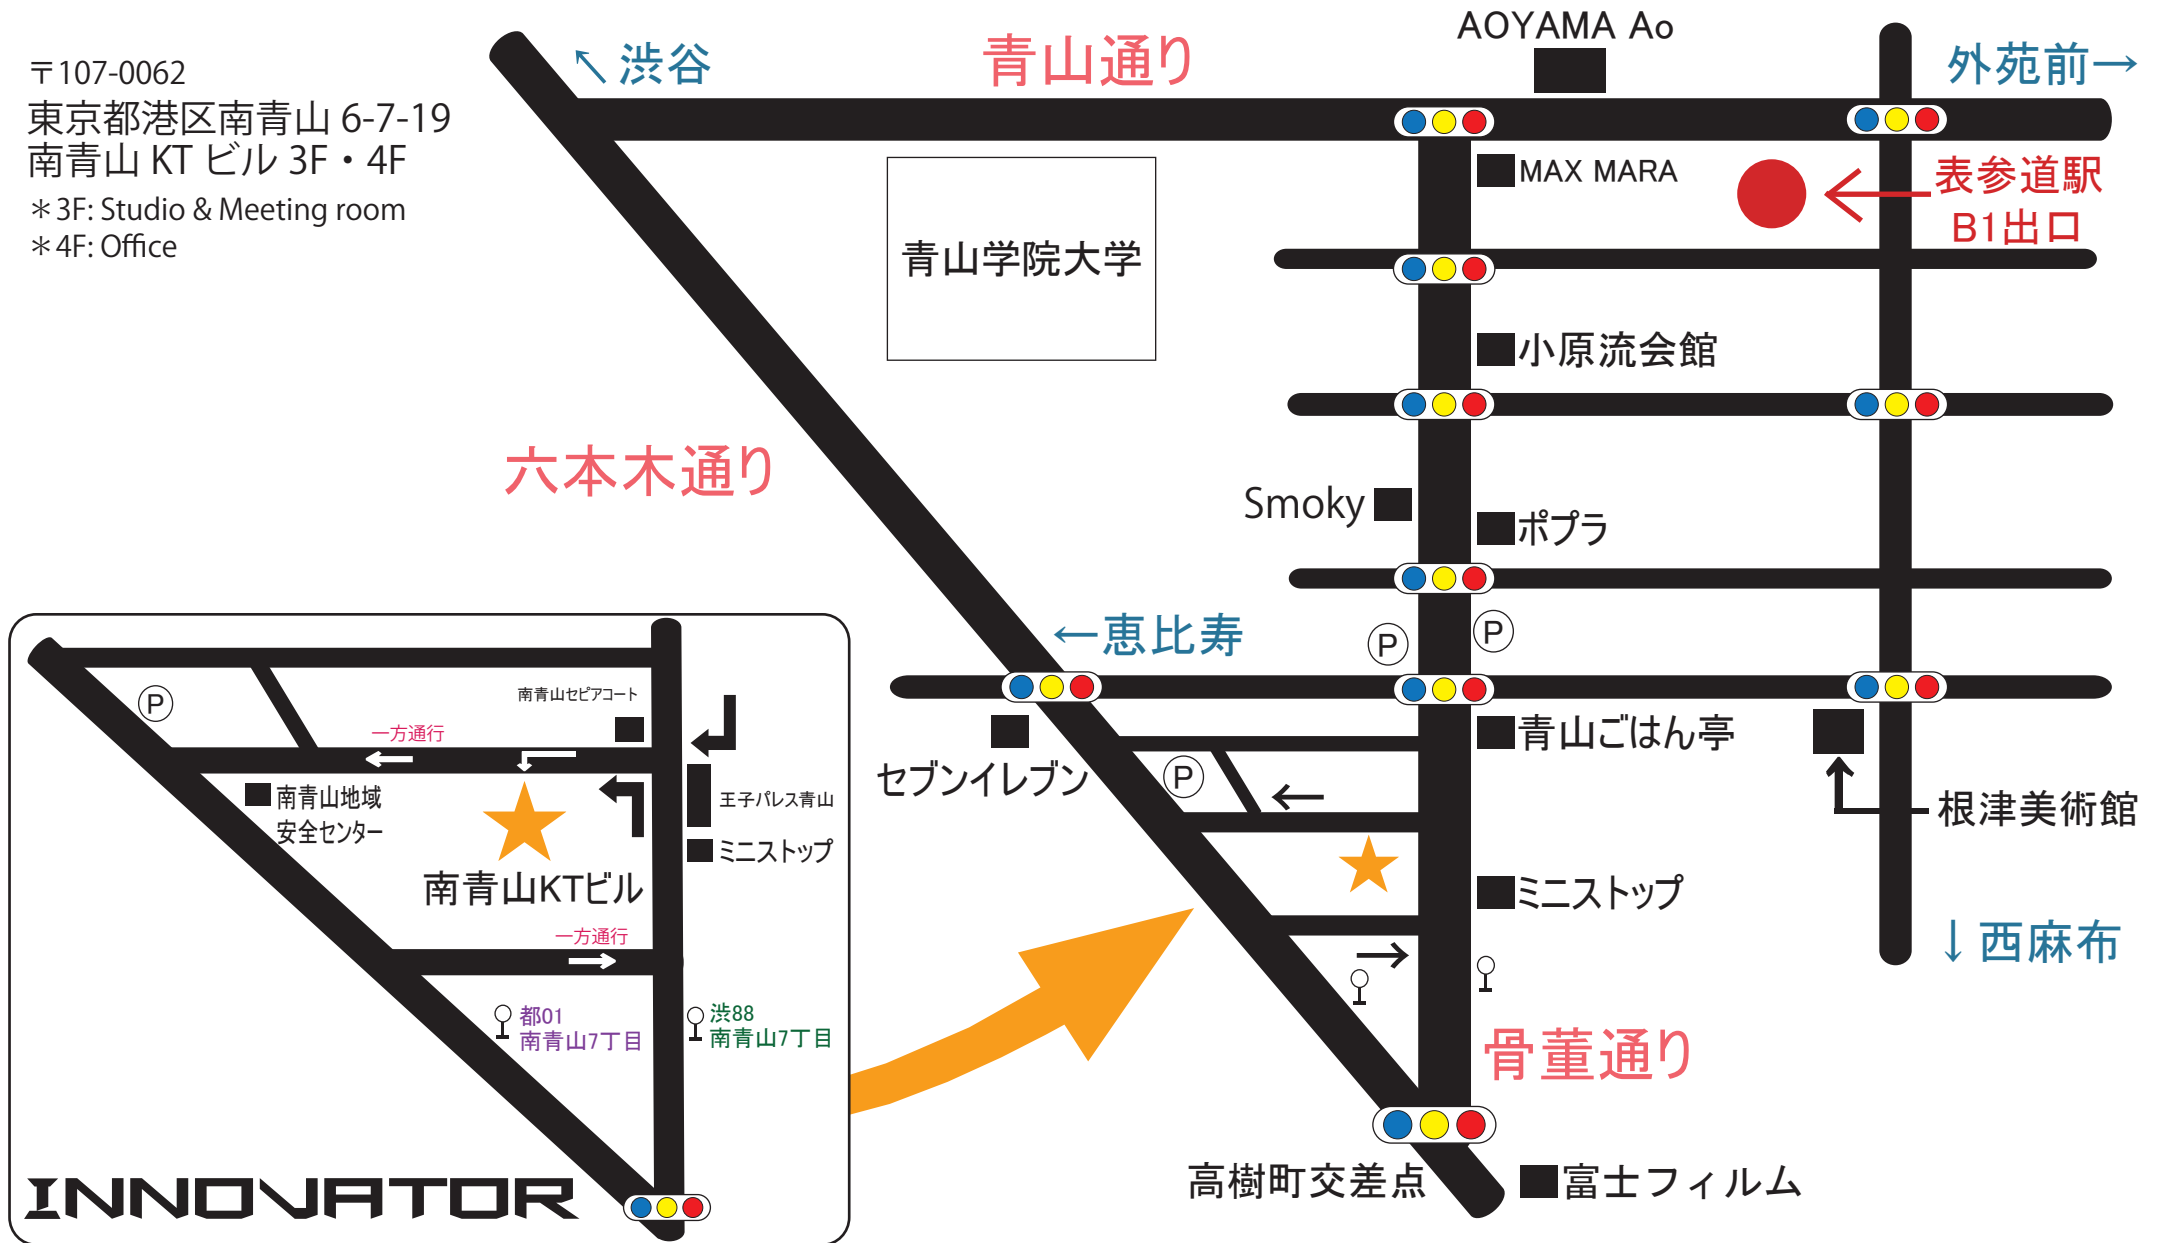 〒107-0062
東京都港区南青山 6-7-19
南青山 KT ビル 3F・4F
＊3F: Studio & Meeting room
＊4F: Office
↖ 渋谷
青山通り
AOYAMA Ao
外苑前→
MAX MARA
表参道駅
B1出口
青山学院大学
小原流会館
六本木通り
Smoky
ポプラ
←恵比寿
P
P
青山ごはん亭
セブンイレブン
P
根津美術館
ミニストップ
↓西麻布
骨董通り
高樹町交差点
富士フィルム
P
南青山セピアコート
一方通行
南青山地域
安全センター
王子パレス青山
ミニストップ
南青山KTビル
一方通行
都01
南青山7丁目
渋88
南青山7丁目
INNOVATOR